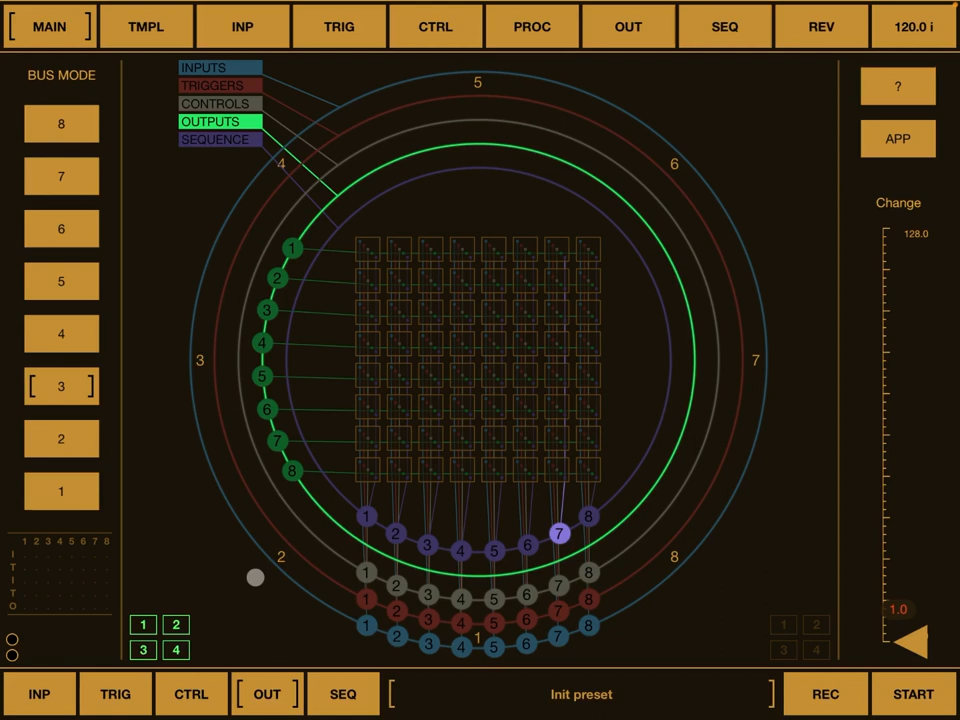 MAIN TMPL INP TRIG CTRL PROC OUT SEQ REV 120.0 i
BUS MODE
8
7
6
5
4
3
2
1
1 2 3 4 5 6 7 8
I
T
I
T
O
INPUTS
TRIGGERS
CONTROLS
OUTPUTS
SEQUENCE
5
4
6
3
7
2
8
1
1
2
3
4
5
6
7
8
1 2 3 4 5 6 7 8
1 2 3 4 5 6 7 8
1 2 3 4 5 6 7 8
1 2 3 4 5 6 7 8
1 2
3 4
1 2
3 4
?
APP
Change
128.0
1.0
INP TRIG CTRL OUT SEQ Init preset REC START